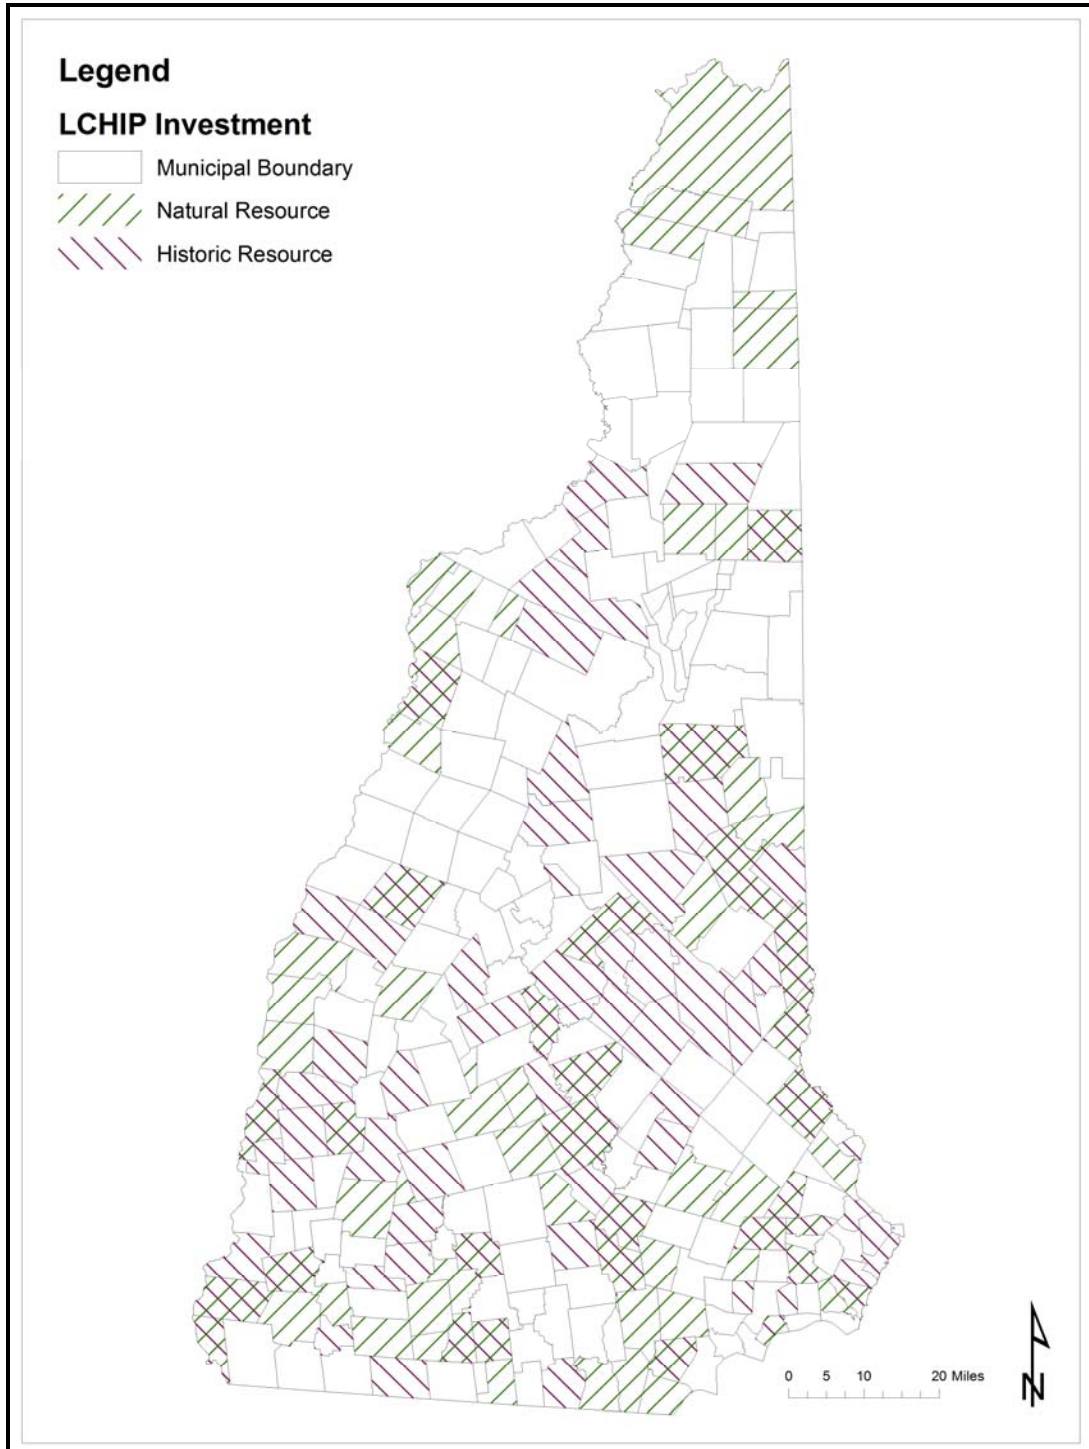 Legend
LCHIP Investment
Municipal Boundary
Natural Resource
Historic Resource
0 5 10 20 Miles
N